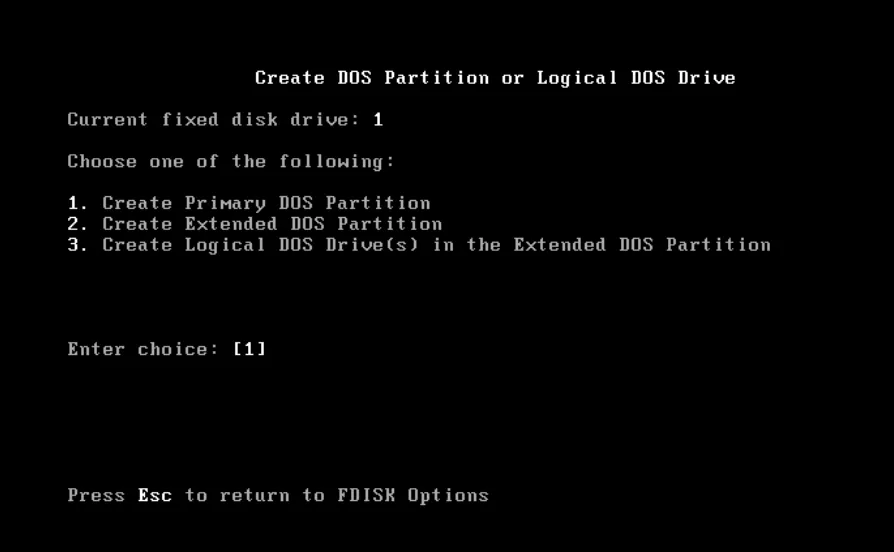 Create DOS Partition or Logical DOS Drive
Current fixed disk drive: 1
Choose one of the following:
1. Create Primary DOS Partition
2. Create Extended DOS Partition
3. Create Logical DOS Drive(s) in the Extended DOS Partition
Enter choice: [1]
Press Esc to return to FDISK Options